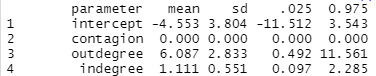 parameter mean sd .025 0.975
1 intercept -4.553 3.804 -11.512 3.543
2 contagion 0.000 0.000 0.000 0.000
3 outdegree 6.087 2.833 0.492 11.561
4 indegree 1.111 0.551 0.097 2.285